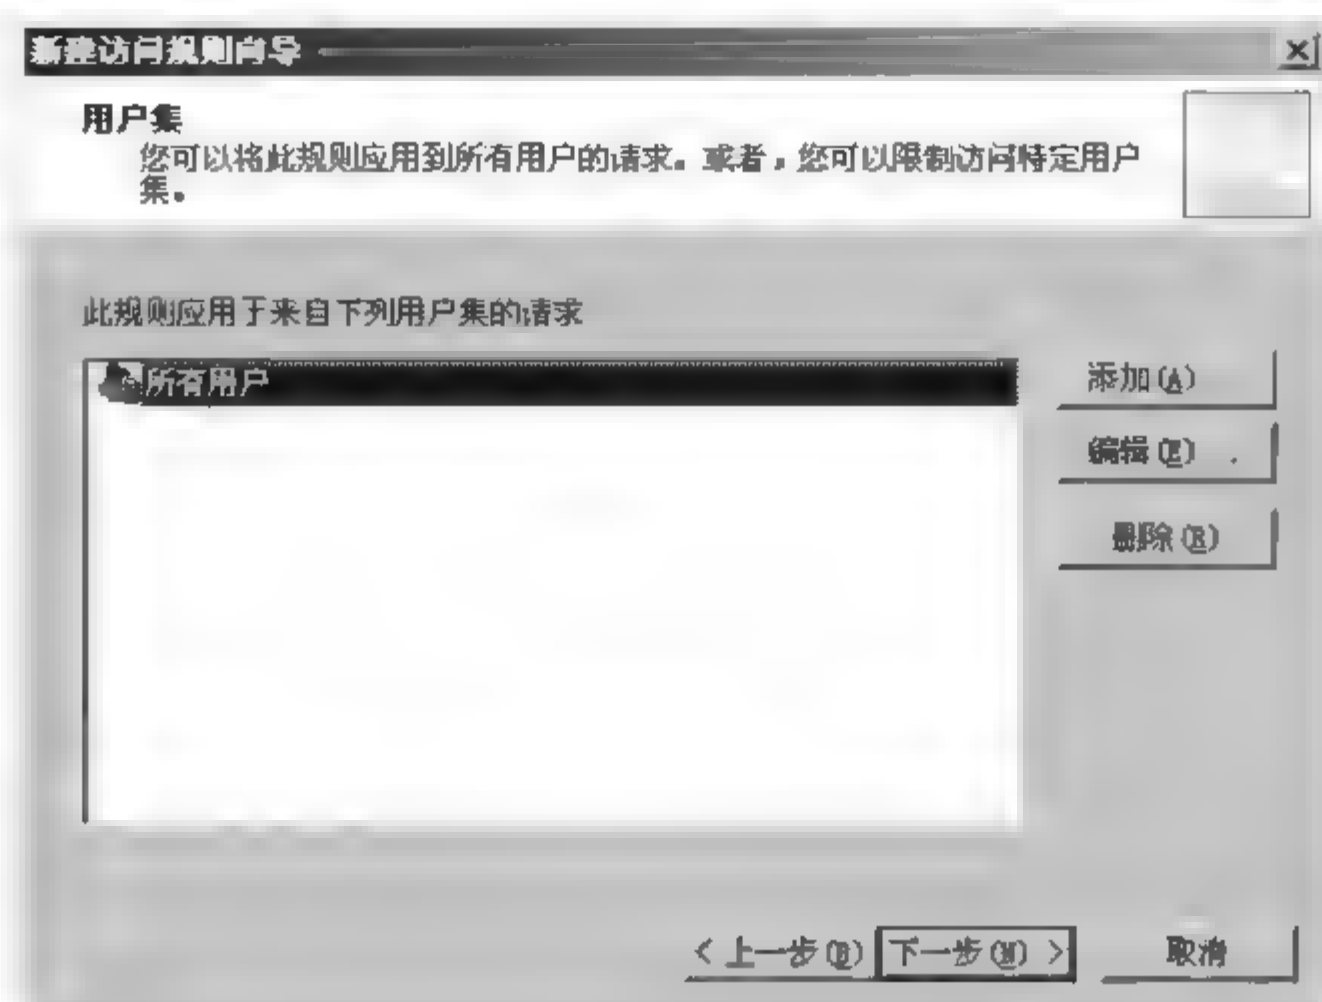 新建访问规则向导
用户集
您可以将此规则应用到所有用户的请求。或者，您可以限制访问特定用户
集。
此规则应用于来自下列用户集的请求
所有用户
添加(A)
编辑(E)
删除(R)
< 上一步(B)
下一步(N) >
取消